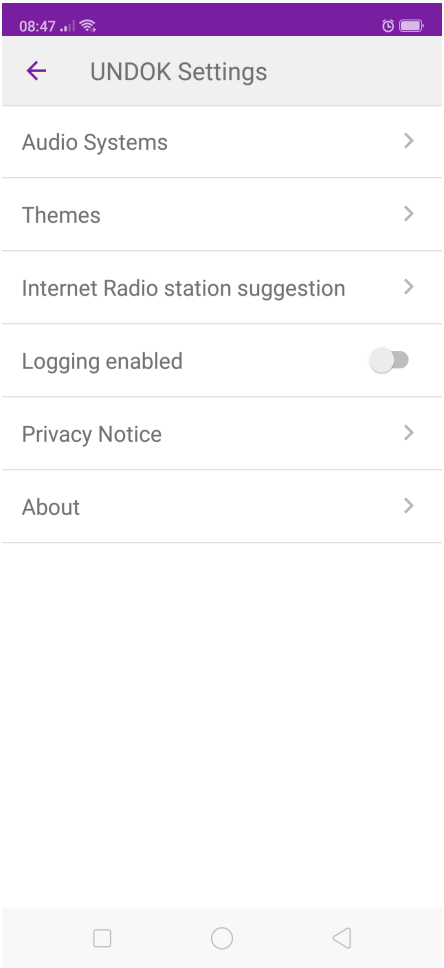 08:47
UNDOK Settings
Audio Systems
Themes
Internet Radio station suggestion
Logging enabled
Privacy Notice
About